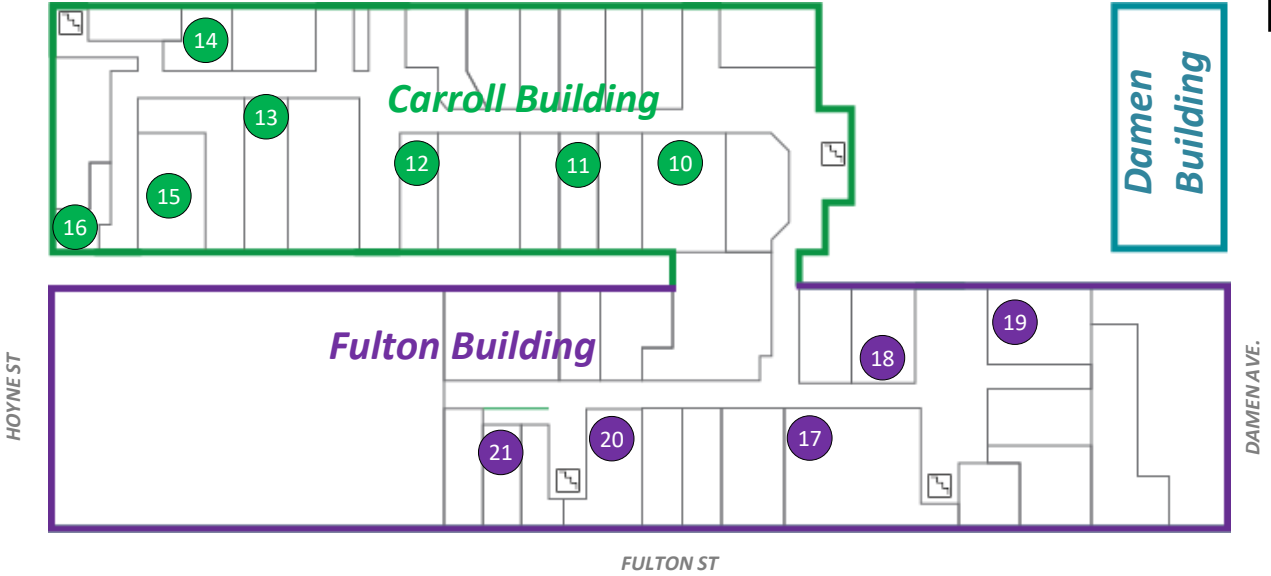 14
Carroll Building
13
12
11
10
15
16
Damen
Building
Fulton Building
19
18
20
17
21
HOYNE ST
DAMEN AVE.
FULTON ST